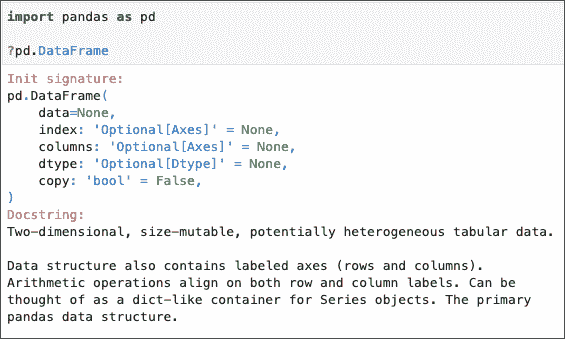 import pandas as pd
?pd.DataFrame
Init signature:
pd.DataFrame(
    data=None,
    index: 'Optional[Axes]' = None,
    columns: 'Optional[Axes]' = None,
    dtype: 'Optional[Dtype]' = None,
    copy: 'bool' = False,
)
Docstring:
Two-dimensional, size-mutable, potentially heterogeneous tabular data.
Data structure also contains labeled axes (rows and columns).
Arithmetic operations align on both row and column labels. Can be
thought of as a dict-like container for Series objects. The primary
pandas data structure.